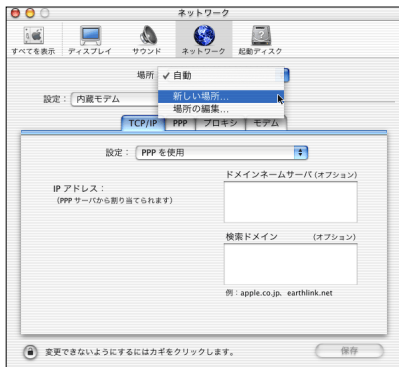 ネットワーク
すべてを表示 ディスプレイ サウンド ネットワーク 起動ディスク
場所 ✓ 自動
新しい場所...
場所の編集...
設定： 内蔵モデム
TCP/IP PPP プロキシ モデム
設定： PPP を使用
ドメインネームサーバ (オプション)
IP アドレス：
(PPP サーバから割り当てられます)
検索ドメイン (オプション)
例：apple.co.jp、earthlink.net
変更できないようにするにはカギをクリックします。
保存